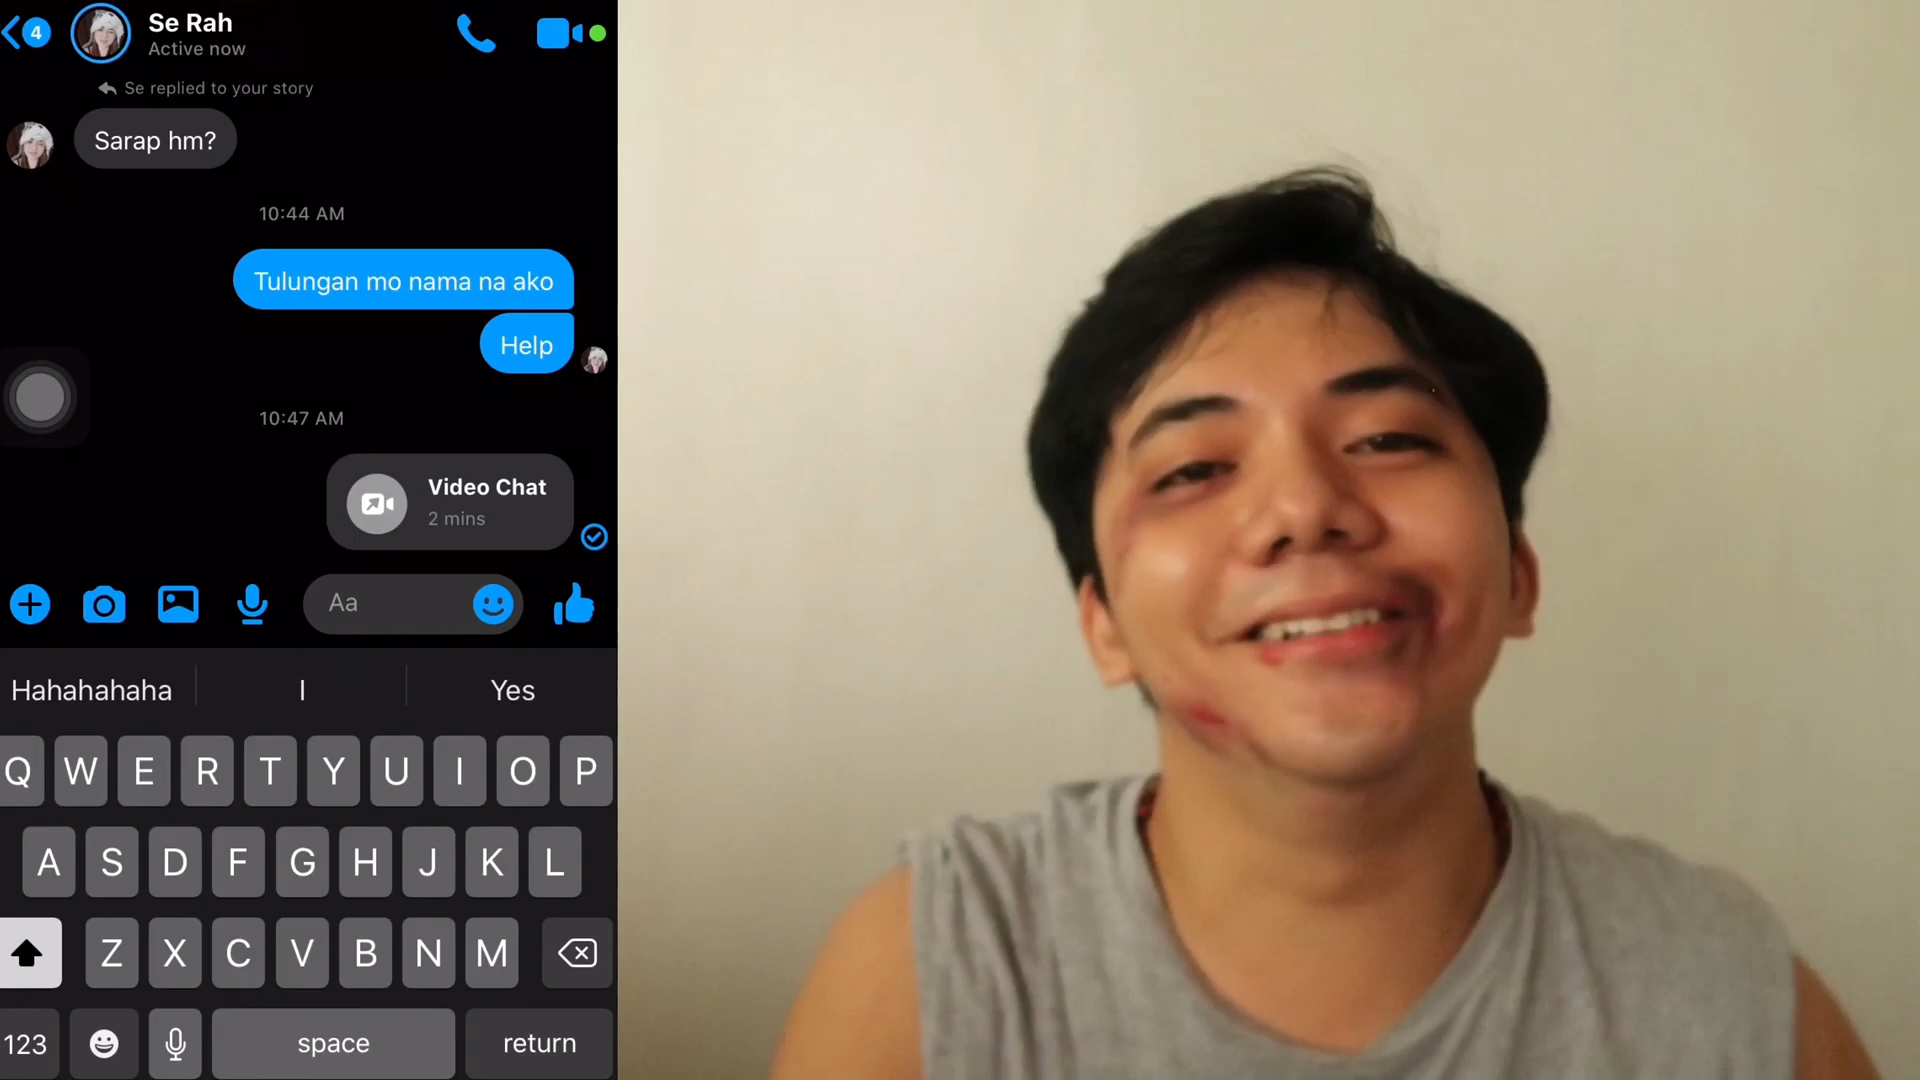 4
Se Rah
Active now
Se replied to your story
Sarap hm?
10:44 AM
Tulungan mo nama na ako
Help
10:47 AM
Video Chat
2 mins
Aa
Hahahahaha I Yes
Q W E R T Y U I O P
A S D F G H J K L
Z X C V B N M
123 space return